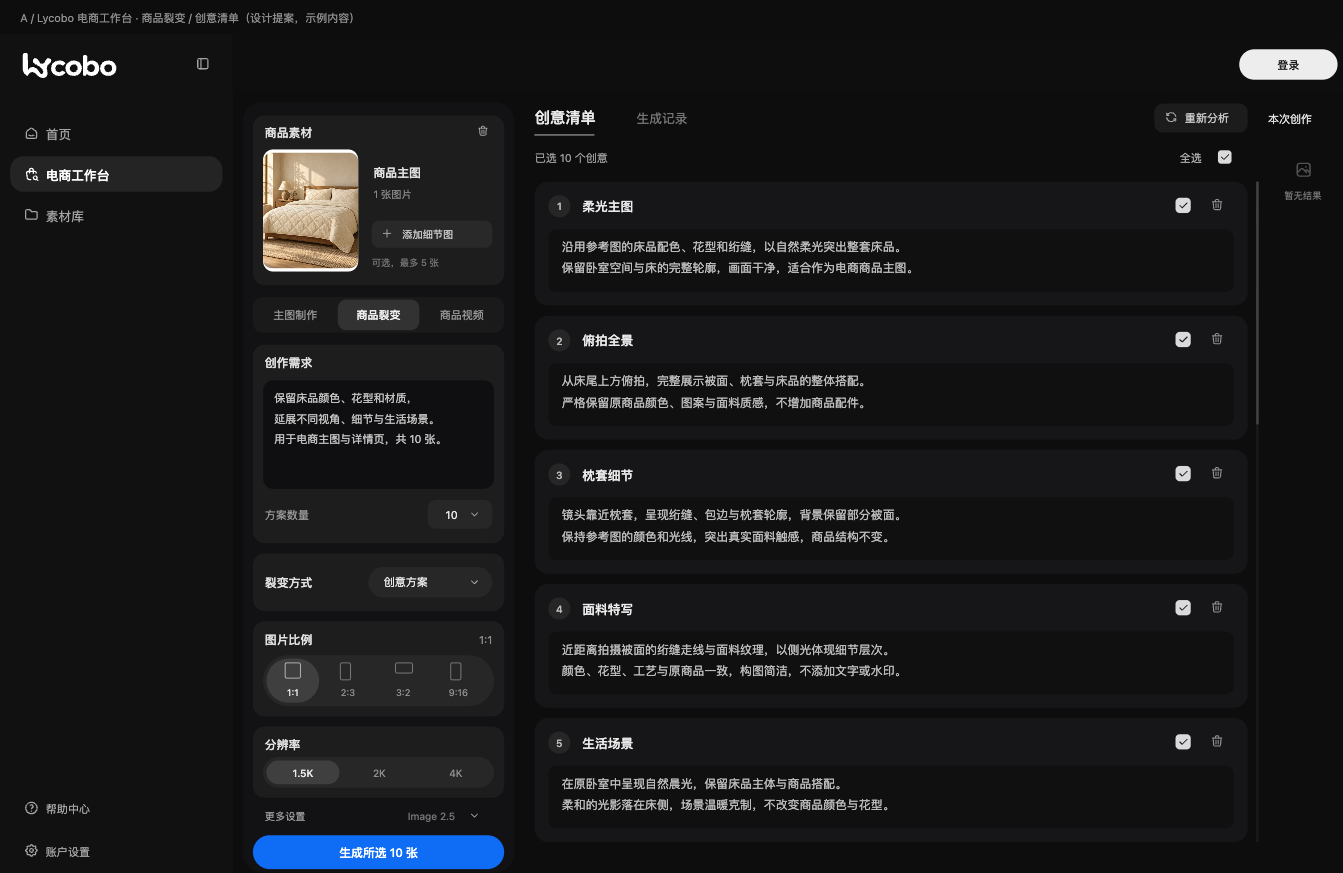 A / Lycobo 电商工作台 · 商品裂变 / 创意清单（设计提案，示例内容）
Lycobo
登录
首页
电商工作台
素材库
帮助中心
账户设置
商品素材
商品主图
1 张图片
添加细节图
可选，最多 5 张
主图制作
商品裂变
商品视频
创作需求
保留床品颜色、花型和材质，
延展不同视角、细节与生活场景。
用于电商主图与详情页，共 10 张。
方案数量
10
裂变方式
创意方案
图片比例
1:1
1:1
2:3
3:2
9:16
分辨率
1.5K
2K
4K
更多设置
Image 2.5
生成所选 10 张
创意清单
生成记录
重新分析
已选 10 个创意
全选
1
柔光主图
沿用参考图的床品配色、花型和绗缝，以自然柔光突出整套床品。
保留卧室空间与床的完整轮廓，画面干净，适合作为电商商品主图。
2
俯拍全景
从床尾上方俯拍，完整展示被面、枕套与床品的整体搭配。
严格保留原商品颜色、图案与面料质感，不增加商品配件。
3
枕套细节
镜头靠近枕套，呈现绗缝、包边与枕套轮廓，背景保留部分被面。
保持参考图的颜色和光线，突出真实面料触感，商品结构不变。
4
面料特写
近距离拍摄被面的绗缝走线与面料纹理，以侧光体现细节层次。
颜色、花型、工艺与原商品一致，构图简洁，不添加文字或水印。
5
生活场景
在原卧室中呈现自然晨光，保留床品主体与商品搭配。
柔和的光影落在床侧，场景温暖克制，不改变商品颜色与花型。
本次创作
暂无结果